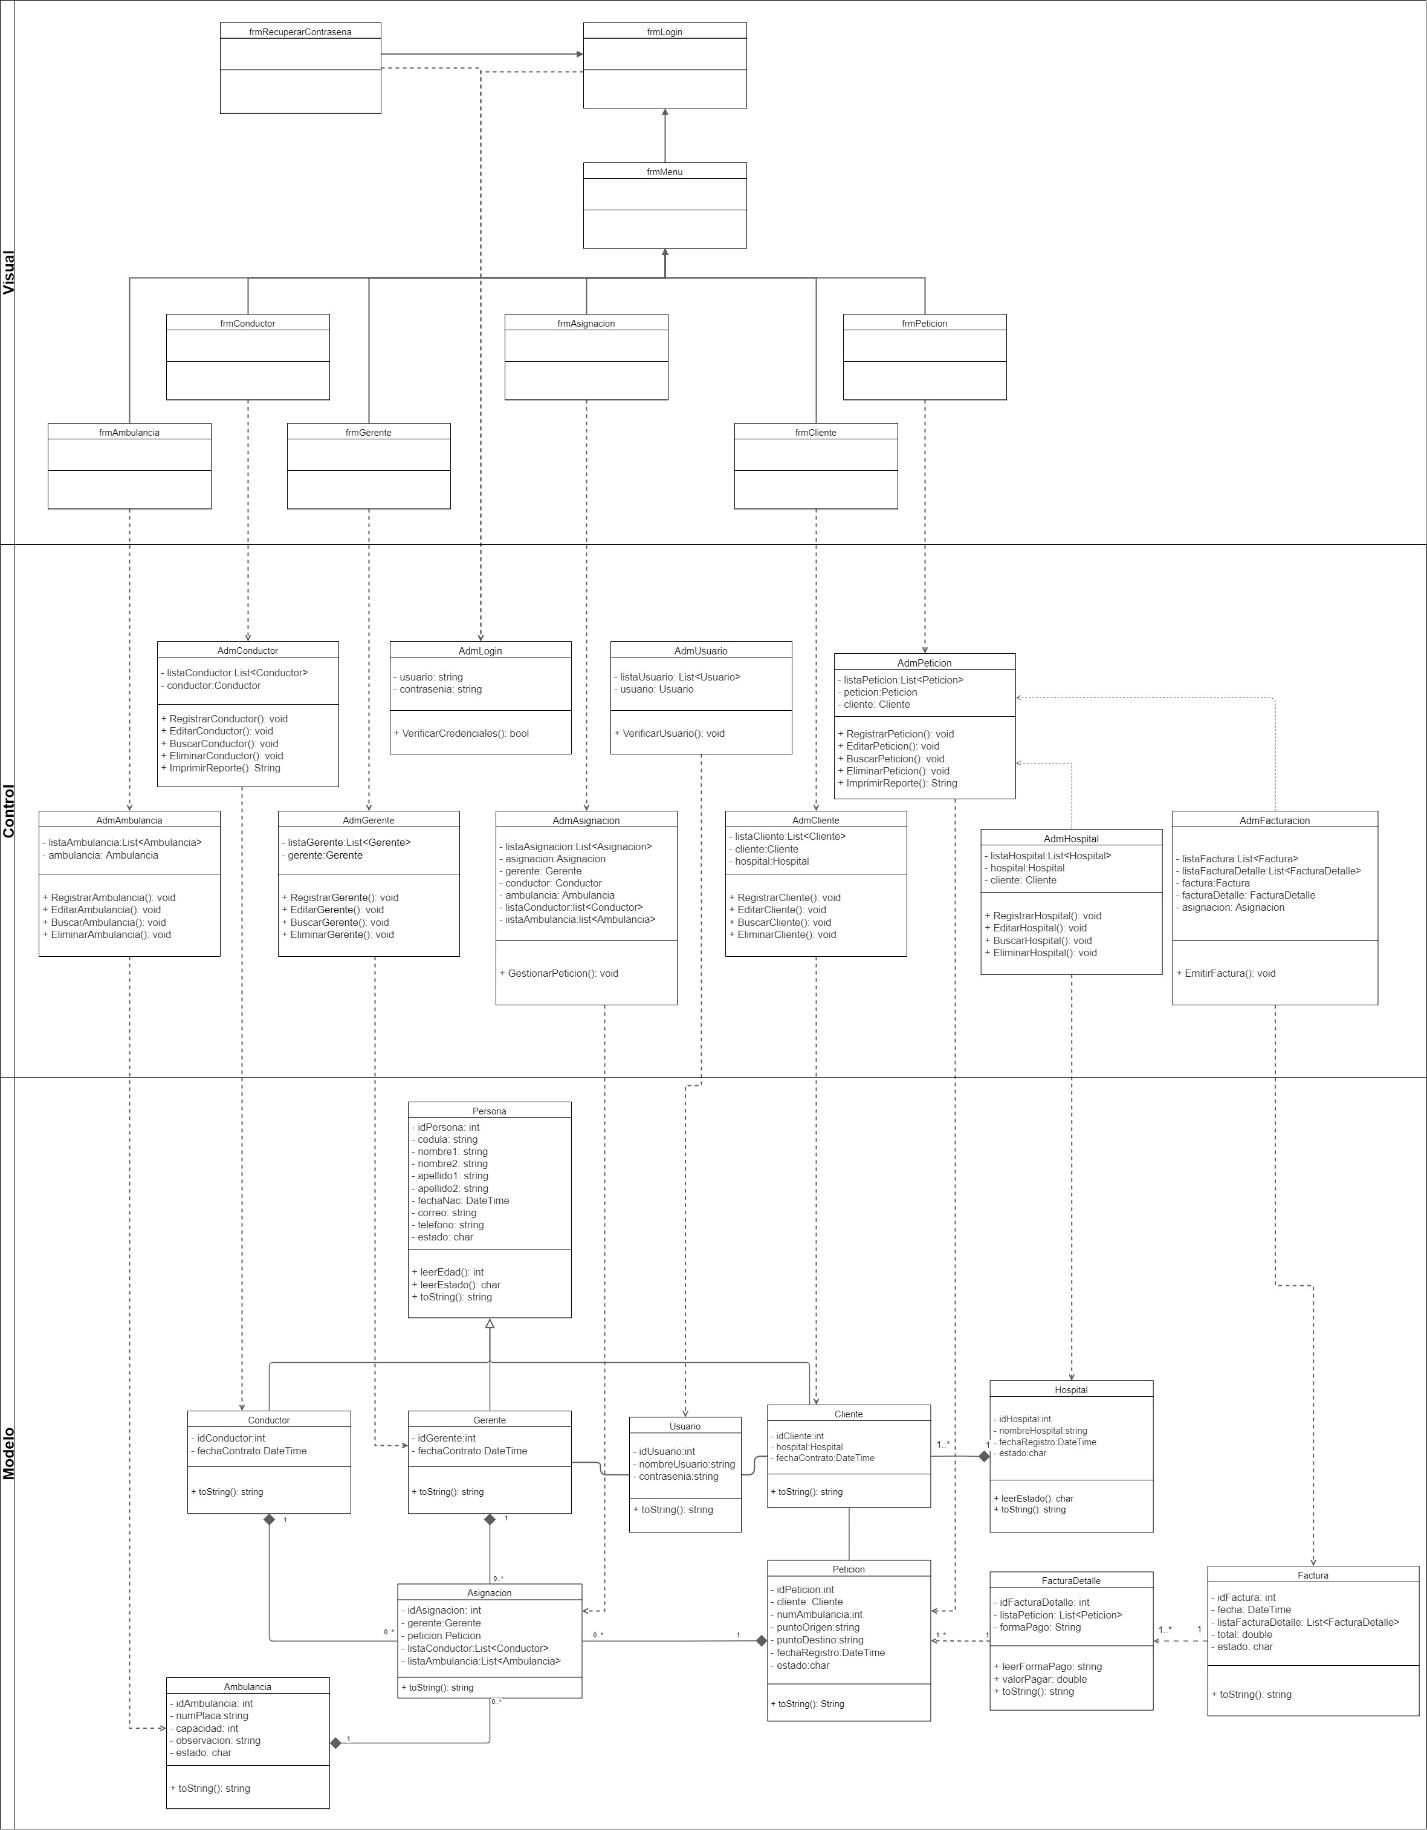 Visual
frmRecuperarContrasena
frmLogin
frmMenu
frmConductor
frmAsignacion
frmPeticion
frmAmbulancia
frmGerente
frmCliente
Control
AdmConductor
- listaConductor:List<Conductor>
- conductor:Conductor
+ RegistrarConductor(): void
+ EditarConductor(): void
+ BuscarConductor(): void
+ EliminarConductor(): void
+ ImprimirReporte(): String
AdmLogin
- usuario: string
- contrasenia: string
+ VerificarCredenciales(): bool
AdmUsuario
- listaUsuario: List<Usuario>
- usuario: Usuario
+ VerificarUsuario(): void
AdmPeticion
- listaPeticion:List<Peticion>
- peticion:Peticion
- cliente: Cliente
+ RegistrarPeticion(): void
+ EditarPeticion(): void
+ BuscarPeticion(): void
+ EliminarPeticion(): void
+ ImprimirReporte(): String
AdmAmbulancia
- listaAmbulancia:List<Ambulancia>
- ambulancia: Ambulancia
+ RegistrarAmbulancia(): void
+ EditarAmbulancia(): void
+ BuscarAmbulancia(): void
+ EliminarAmbulancia(): void
AdmGerente
- listaGerente:List<Gerente>
- gerente:Gerente
+ RegistrarGerente(): void
+ EditarGerente(): void
+ BuscarGerente(): void
+ EliminarGerente(): void
AdmAsignacion
- listaAsignacion:List<Asignacion>
- asignacion:Asignacion
- gerente: Gerente
- conductor: Conductor
- ambulancia: Ambulancia
- listaConductor:list<Conductor>
- iistaAmbulancia:list<Ambulancia>
+ GestionarPeticion(): void
AdmCliente
- listaCliente:List<Cliente>
- cliente:Cliente
- hospital:Hospital
+ RegistrarCliente(): void
+ EditarCliente(): void
+ BuscarCliente(): void
+ EliminarCliente(): void
AdmHospital
- listaHospital:List<Hospital>
- hospital:Hospital
- cliente: Cliente
+ RegistrarHospital(): void
+ EditarHospital(): void
+ BuscarHospital(): void
+ EliminarHospital(): void
AdmFacturacion
- listaFactura:List<Factura>
- listaFacturaDetalle:List<FacturaDetalle>
- factura:Factura
- facturaDetalle: FacturaDetalle
- asignacion: Asignacion
+ EmitirFactura(): void
Modelo
Persona
- idPersona: int
- cedula: string
- nombre1: string
- nombre2: string
- apellido1: string
- apellido2: string
- fechaNac: DateTime
- correo: string
- telefono: string
- estado: char
+ leerEdad(): int
+ leerEstado(): char
+ toString(): string
Conductor
- idConductor:int
- fechaContrato:DateTime
+ toString(): string
1
Gerente
- idGerente:int
- fechaContrato:DateTime
+ toString(): string
1
Usuario
- idUsuario:int
- nombreUsuario:string
- contrasenia:string
+ toString(): string
Cliente
- idCliente:int
- hospital:Hospital
- fechaContrato:DateTime
+ toString(): string
1..*
1
Hospital
- idHospital:int
- nombreHospital:string
- fechaRegistro:DateTime
- estado:char
+ leerEstado(): char
+ toString(): string
0..*
0..*
Asignacion
- idAsignacion: int
- gerente:Gerente
- peticion:Peticion
- listaConductor:List<Conductor>
- listaAmbulancia:List<Ambulancia>
+ toString(): string
0..*
0..*
1
Peticion
- idPeticion:int
- cliente: Cliente
- numAmbulancia:int
- puntoOrigen:string
- puntoDestino:string
- fechaRegistro:DateTime
- estado:char
+ toString(): String
1..*
1
FacturaDetalle
- idFacturaDetalle: int
- listaPeticion: List<Peticion>
- formaPago: String
+ leerFormaPago: string
+ valorPagar: double
+ toString(): string
1..*
1
Factura
- idFactura: int
- fecha: DateTime
- listaFacturaDetalle: List<FacturaDetalle>
- total: double
- estado: char
+ toString(): string
Ambulancia
- idAmbulancia: int
- numPlaca:string
- capacidad: int
- observacion: string
- estado: char
+ toString(): string
1